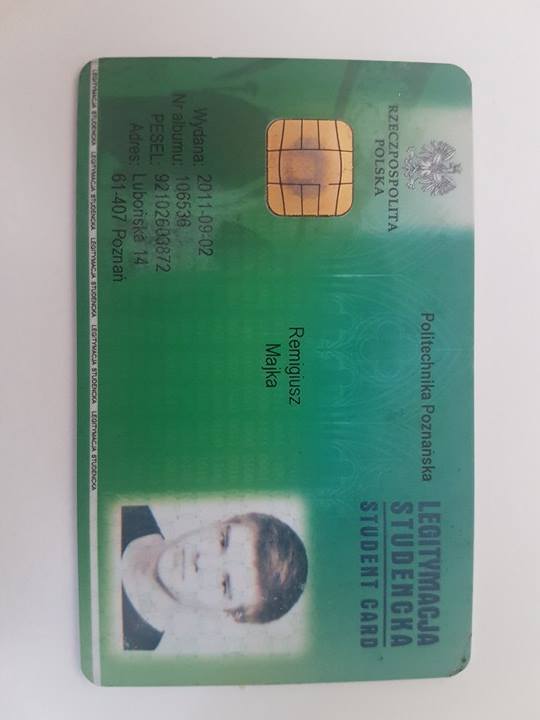 RZECZPOSPOLITA
POLSKA
Politechnika Poznańska
LEGITYMACJA
STUDENCKA
STUDENT CARD
Remigiusz
Majka
Wydana: 2011-09-02
Nr albumu: 106536
PESEL: 92102603872
Adres: Lubońska 14
61-407 Poznań
LEGITYMACJA STUDENCKA LEGITYMACJA STUDENCKA LEGITYMACJA STUDENCKA LEGITYMACJA STUDENCKA LEGITYMACJA STUDENCKA